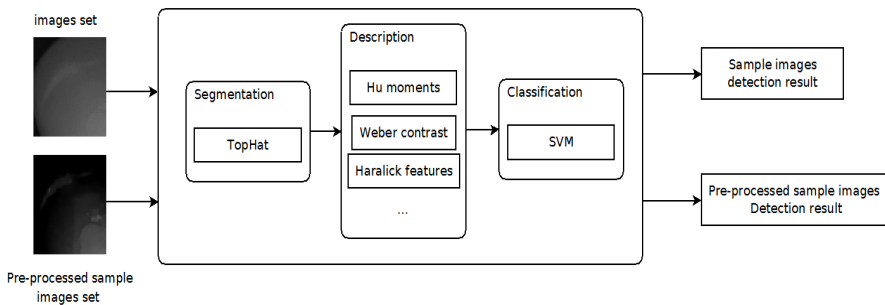 images set
Segmentation
TopHat
Description
Hu moments
Weber contrast
Haralick features
...
Classification
SVM
Sample images
detection result
Pre-processed sample images
Detection result
Pre-processed sample
images set